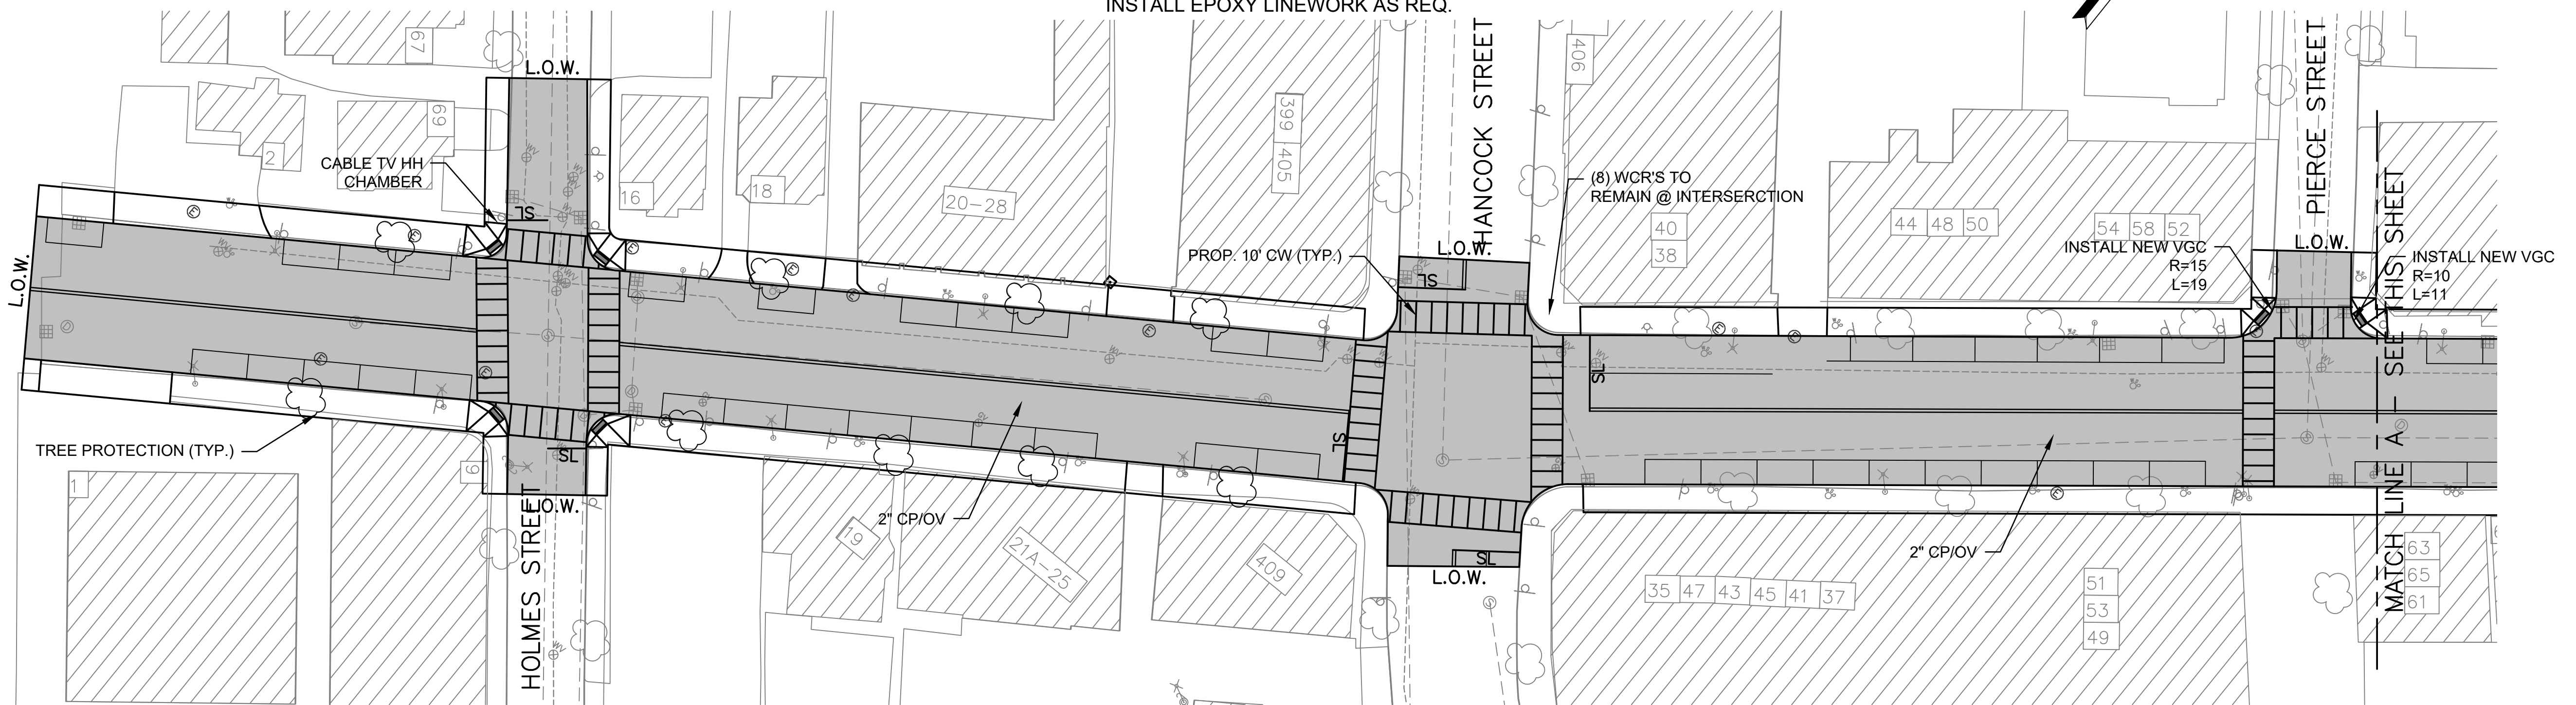 INSTALL EPOXY LINEWORK AS REQ.
67
L.O.W.
69
2
CABLE TV HH
CHAMBER
SL
16
18
20-28
399
405
HANCOCK STREET
406
(8) WCR'S TO
REMAIN @ INTERSERCTION
40
38
PROP. 10' CW (TYP.)
L.O.W.
SL
44 48 50
54 58 52
PIERCE STREET
L.O.W.
INSTALL NEW VGC
R=15
L=19
INSTALL NEW VGC
R=10
L=11
MATCH LINE A - SEE THIS SHEET
L.O.W.
SL
SL
TREE PROTECTION (TYP.)
1
9
SL
L.O.W.
HOLMES STREET
2" CP/OV
19
21A-25
409
SL
L.O.W.
2" CP/OV
35 47 43 45 41 37
51
53
49
63
65
61